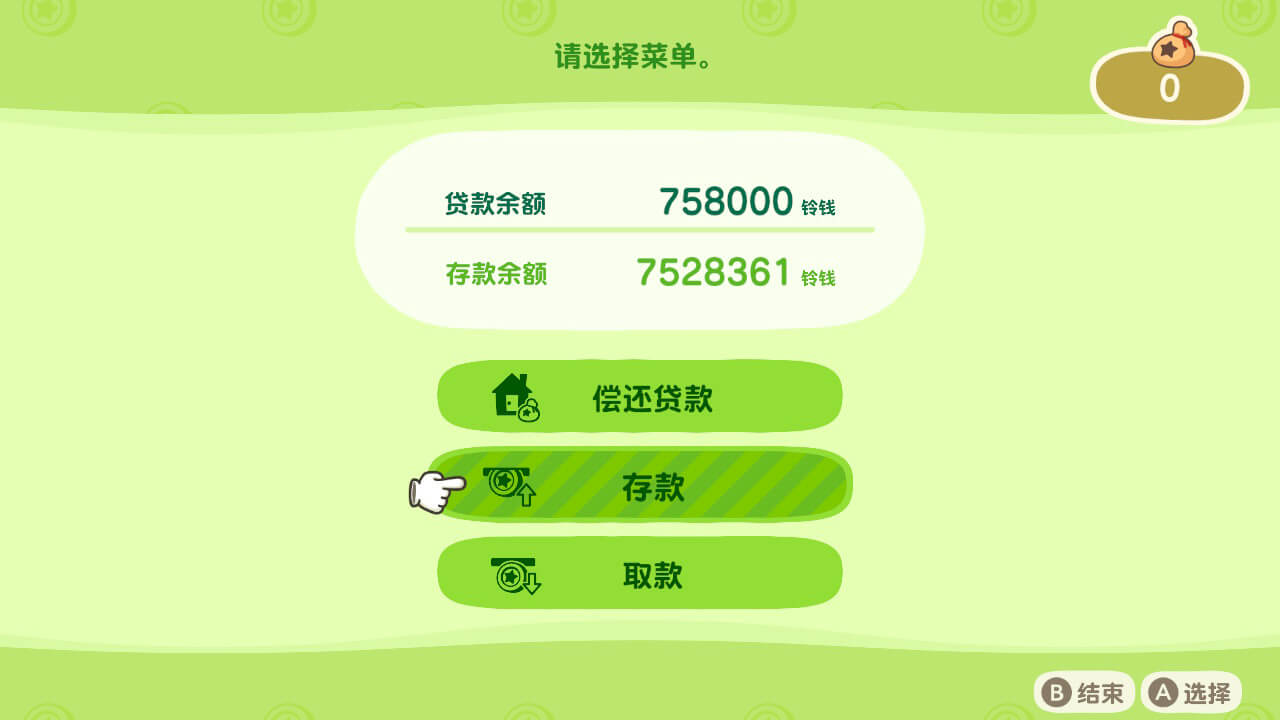 请选择菜单。
0
贷款余额 758000 铃钱
存款余额 7528361 铃钱
偿还贷款
存款
取款
B 结束 A 选择